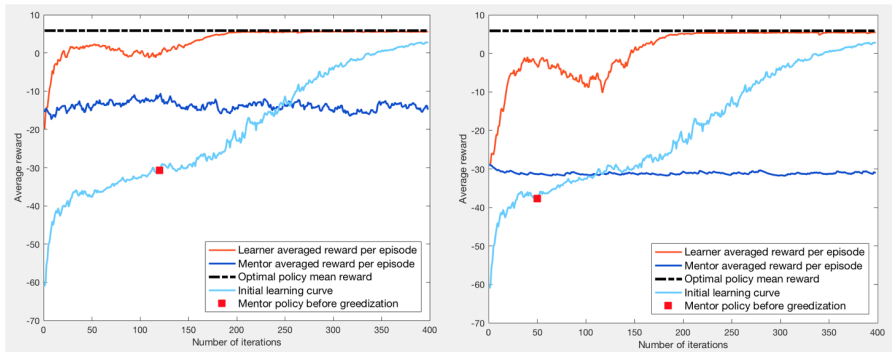 10
0
-10
-20
-30
-40
-50
-60
-70
Average reward
0 50 100 150 200 250 300 350 400
Number of iterations
Learner averaged reward per episode
Mentor averaged reward per episode
Optimal policy mean reward
Initial learning curve
Mentor policy before greedization
10
0
-10
-20
-30
-40
-50
-60
-70
Average reward
0 50 100 150 200 250 300 350 400
Number of iterations
Learner averaged reward per episode
Mentor averaged reward per episode
Optimal policy mean reward
Initial learning curve
Mentor policy before greedization